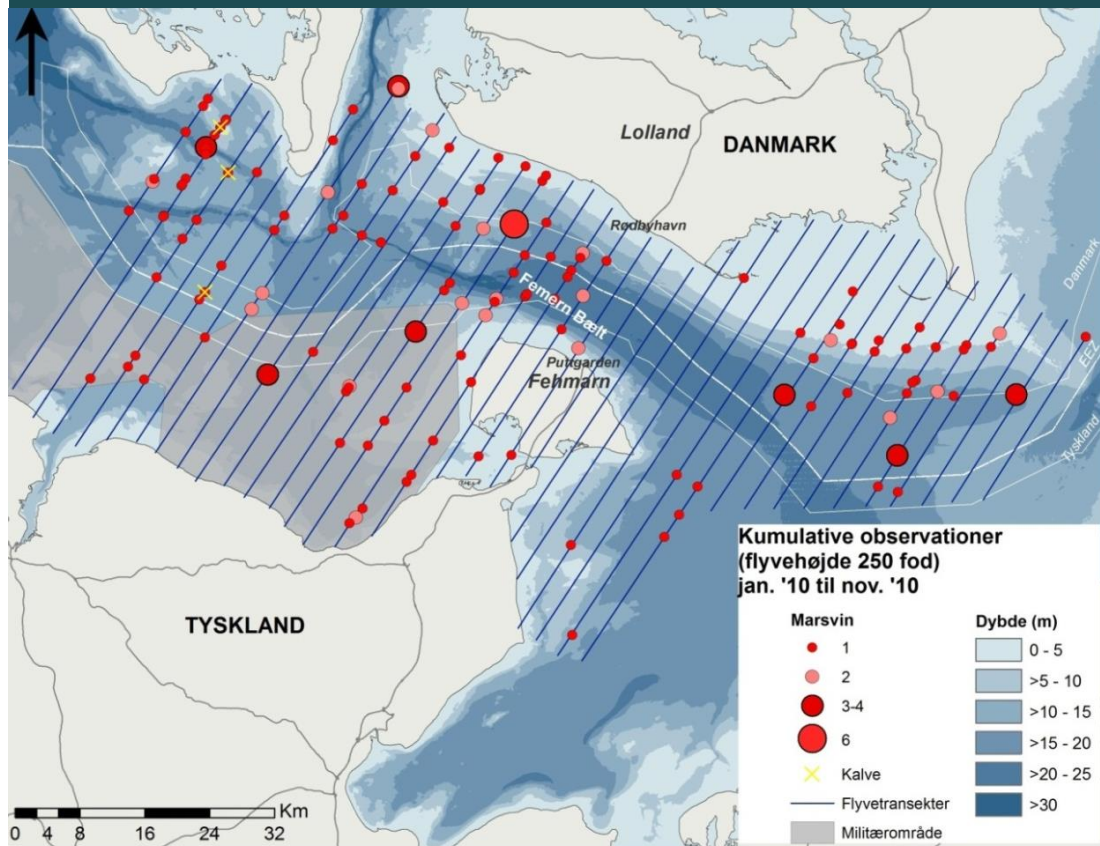 Lolland
DANMARK
Rødbyhavn
Femern Bælt
Puttgarden
Fehmarn
Danmark
EEZ
Tyskland
TYSKLAND
Km
0 4 8 16 24 32
Kumulative observationer
(flyvehøjde 250 fod)
jan. '10 til nov. '10
Marsvin
1
2
3-4
6
Kalve
Flyvetransekter
Militærområde
Dybde (m)
0 - 5
>5 - 10
>10 - 15
>15 - 20
>20 - 25
>30